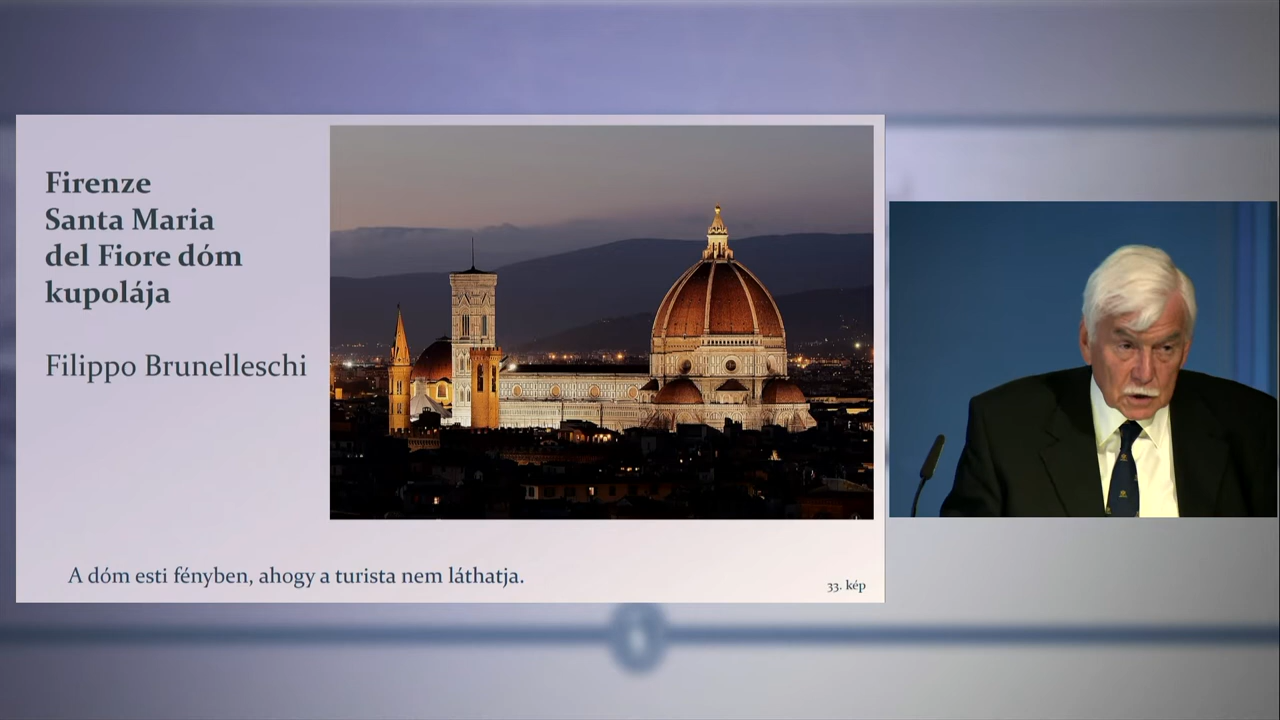 Firenze
Santa Maria
del Fiore dóm
kupolája
Filippo Brunelleschi
A dóm esti fényben, ahogy a turista nem láthatja.
33. kép